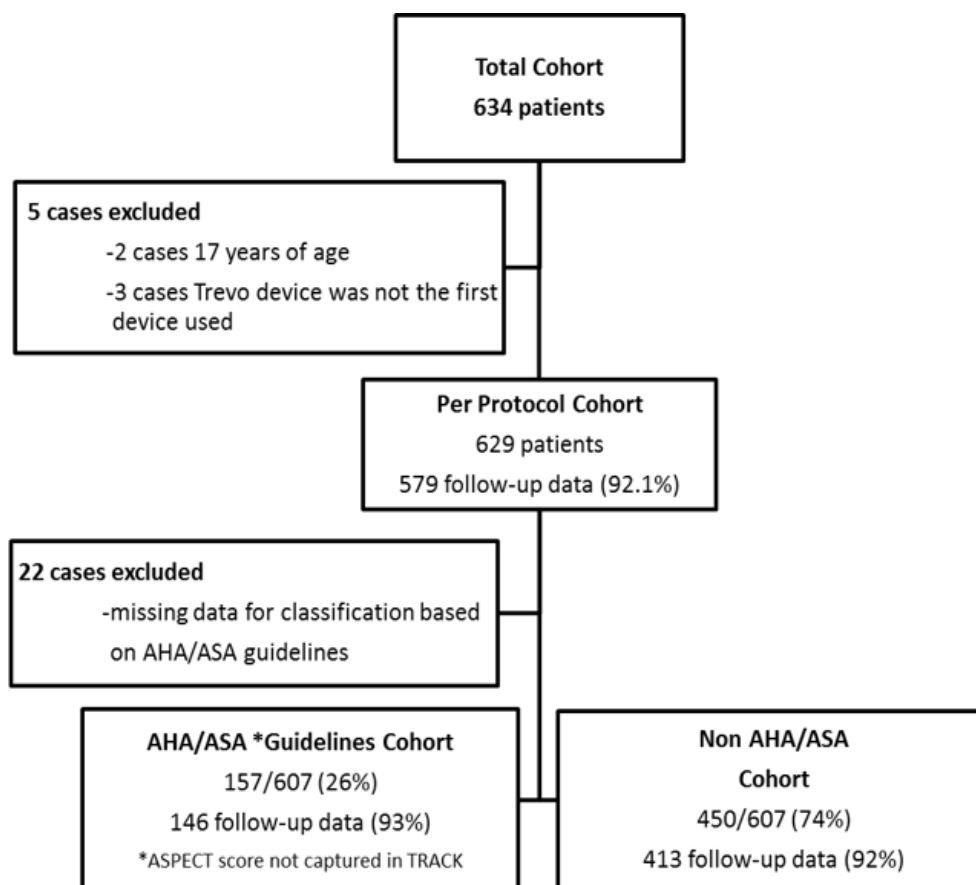 Total Cohort
634 patients
5 cases excluded
-2 cases 17 years of age
-3 cases Trevo device was not the first
device used
Per Protocol Cohort
629 patients
579 follow-up data (92.1%)
22 cases excluded
-missing data for classification based
on AHA/ASA guidelines
AHA/ASA *Guidelines Cohort
157/607 (26%)
146 follow-up data (93%)
*ASPECT score not captured in TRACK
Non AHA/ASA
Cohort
450/607 (74%)
413 follow-up data (92%)